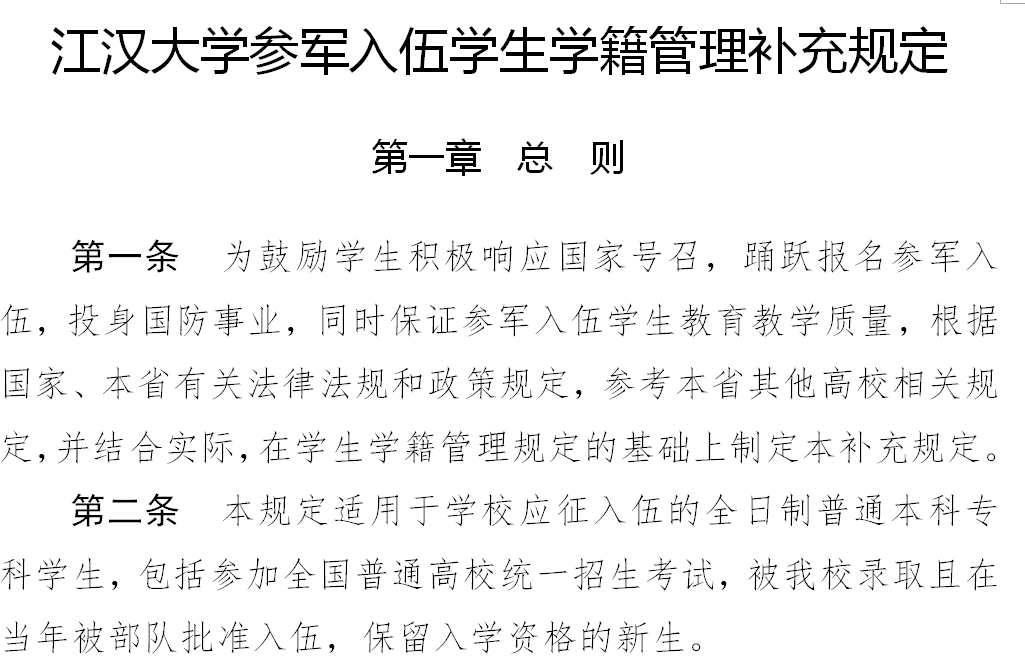 江汉大学参军入伍学生学籍管理补充规定
第一章 总 则
第一条 为鼓励学生积极响应国家号召，踊跃报名参军入
伍，投身国防事业，同时保证参军入伍学生教育教学质量，根据
国家、本省有关法律法规和政策规定，参考本省其他高校相关规
定，并结合实际，在学生学籍管理规定的基础上制定本补充规定。
第二条 本规定适用于学校应征入伍的全日制普通本科专
科学生，包括参加全国普通高校统一招生考试，被我校录取且在
当年被部队批准入伍，保留入学资格的新生。